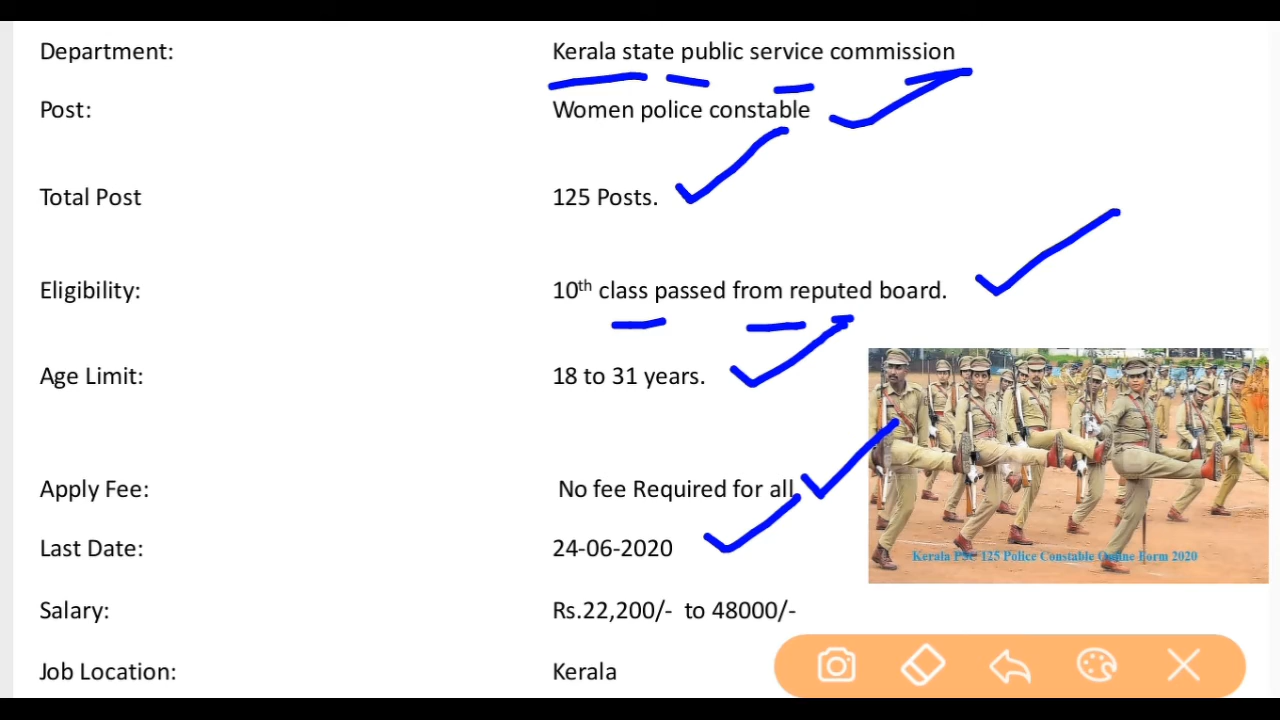 Department: Kerala state public service commission
Post: Women police constable
Total Post 125 Posts.
Eligibility: 10th class passed from reputed board.
Age Limit: 18 to 31 years.
Apply Fee: No fee Required for all.
Last Date: 24-06-2020
Kerala PSC 125 Police Constable Online Form 2020
Salary: Rs.22,200/- to 48000/-
Job Location: Kerala